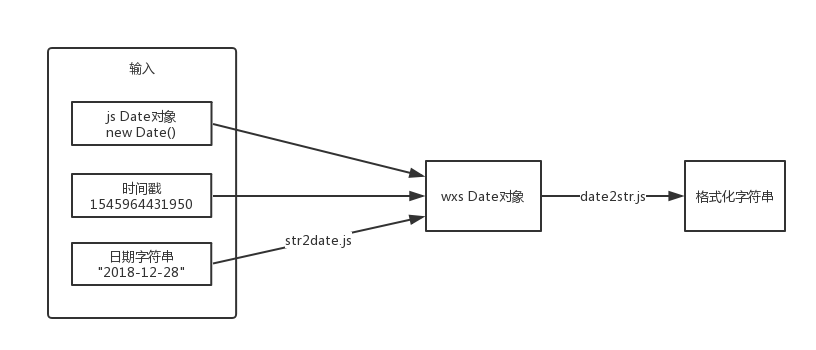 输入
js Date对象
new Date()
时间戳
1545964431950
日期字符串
"2018-12-28"
str2date.js
wxs Date对象
date2str.js
格式化字符串